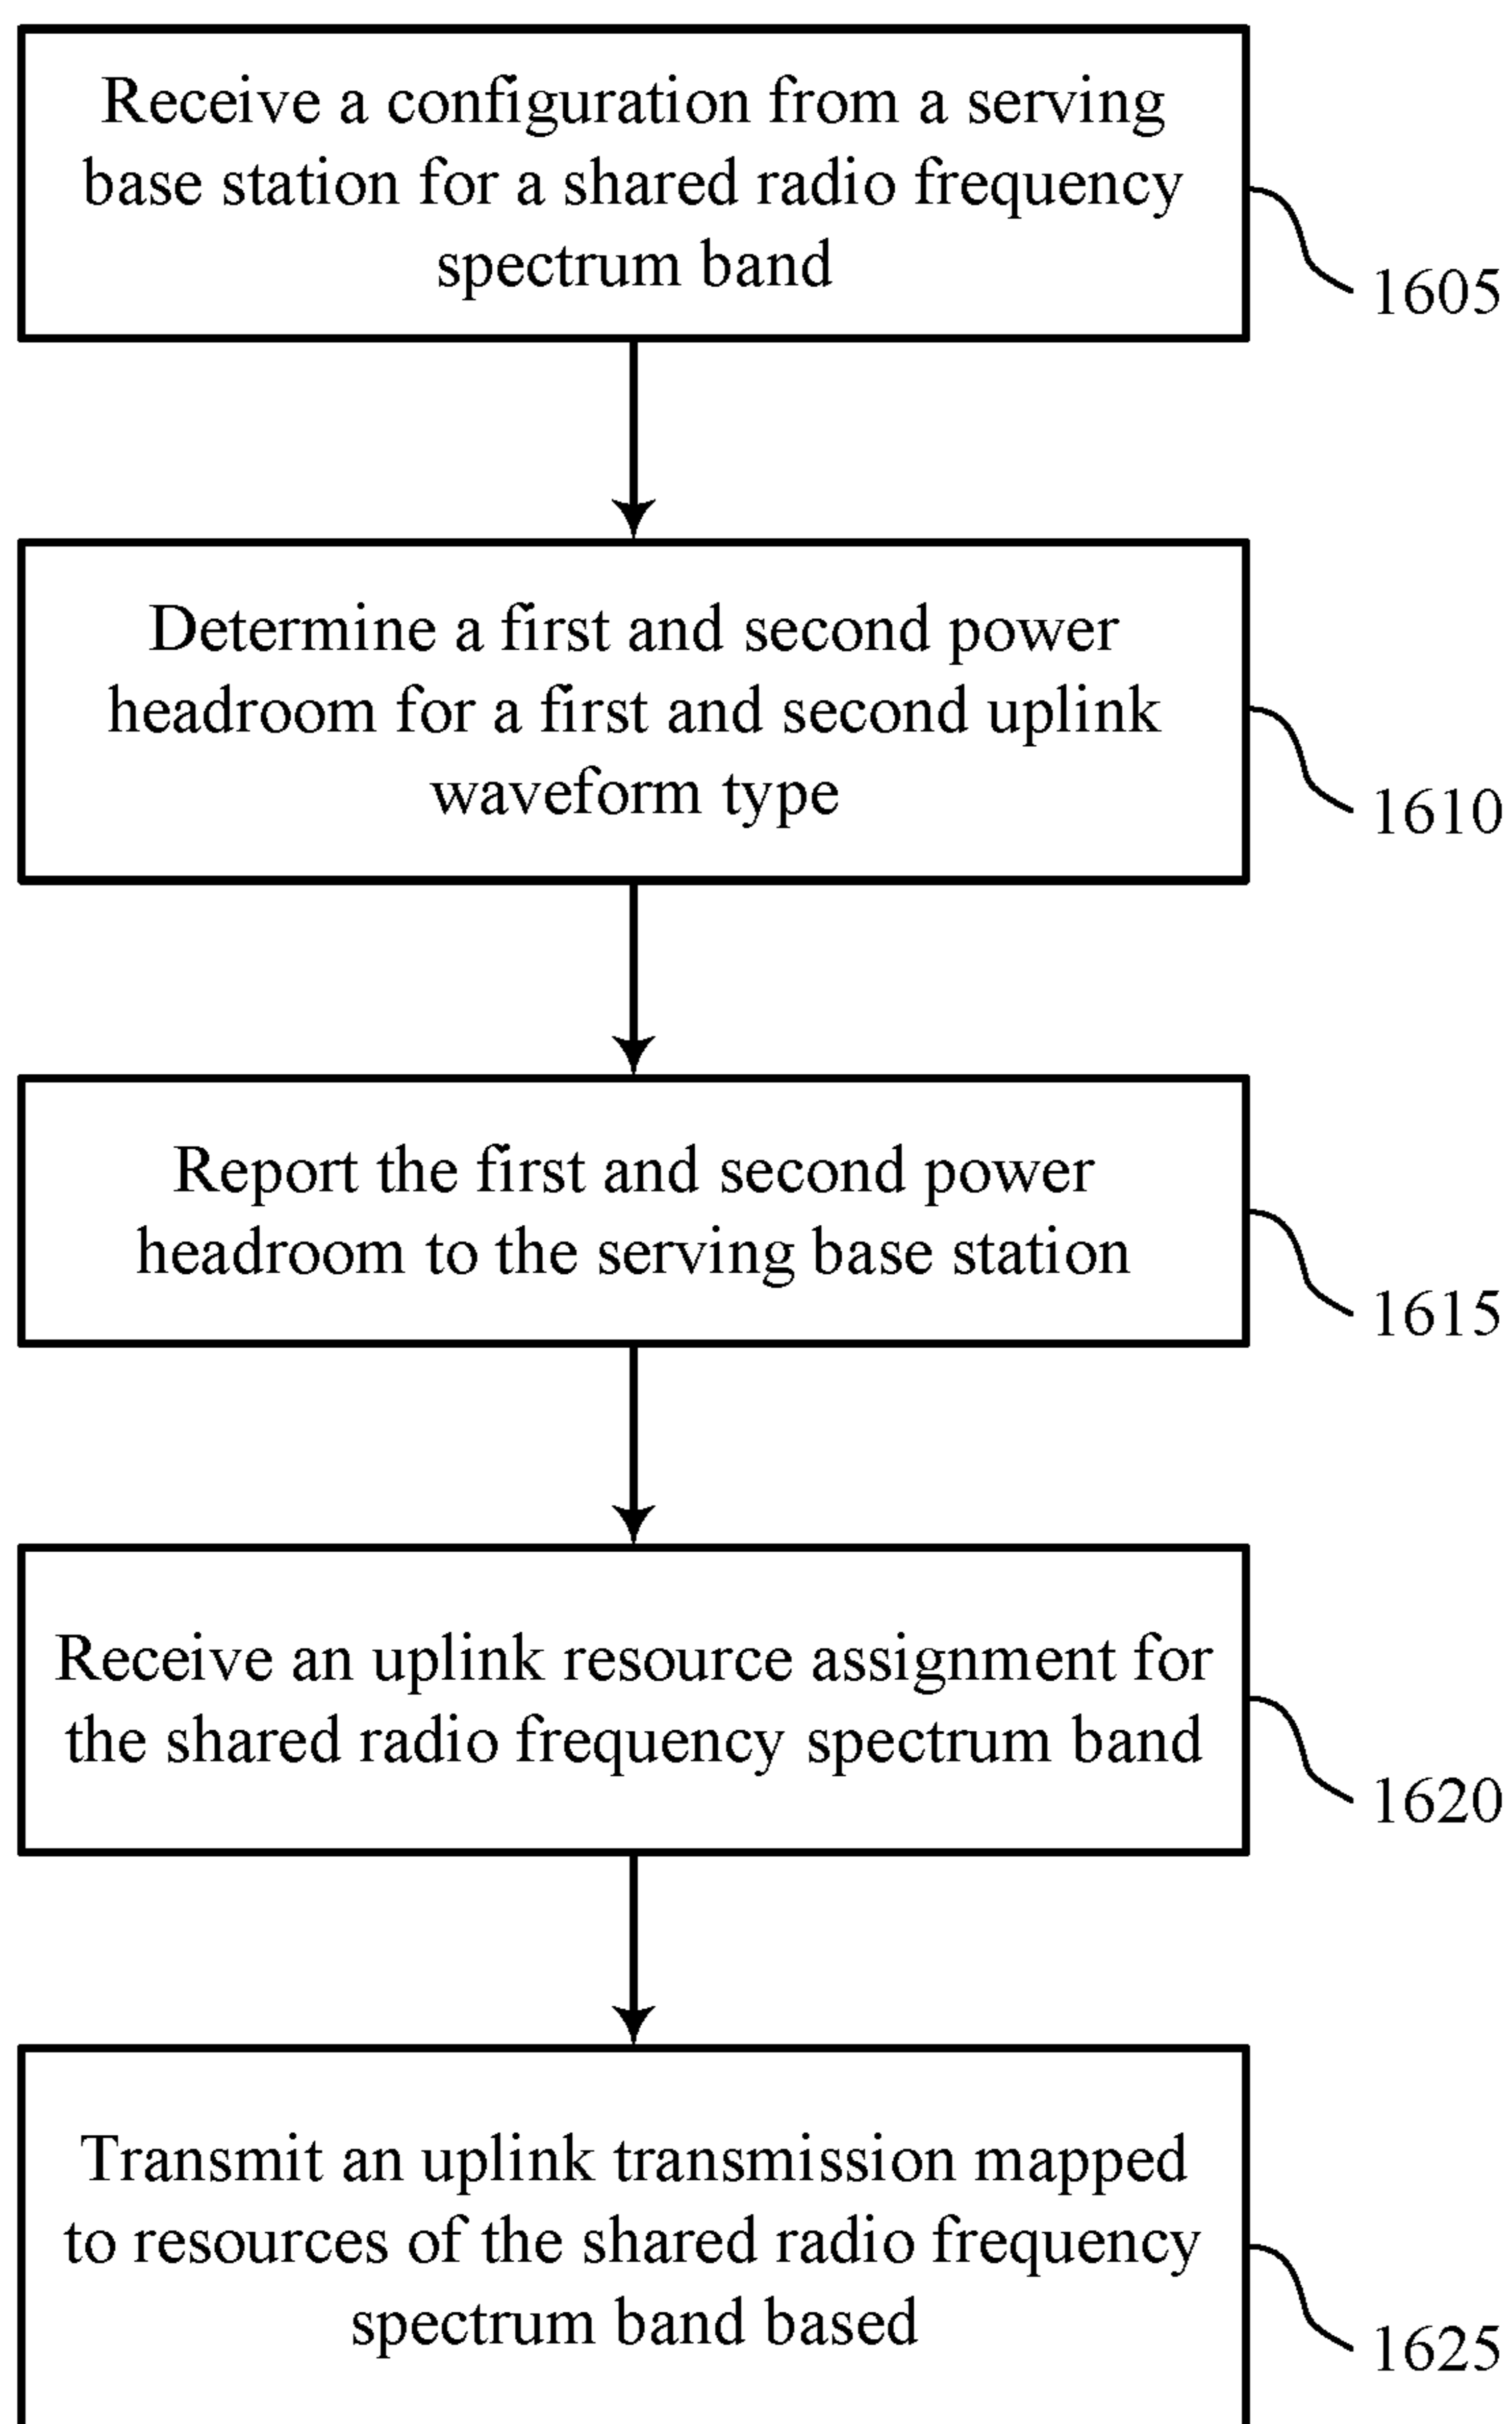 Receive a configuration from a serving
base station for a shared radio frequency
spectrum band
1605
Determine a first and second power
headroom for a first and second uplink
waveform type
1610
Report the first and second power
headroom to the serving base station
1615
Receive an uplink resource assignment for
the shared radio frequency spectrum band
1620
Transmit an uplink transmission mapped
to resources of the shared radio frequency
spectrum band based
1625